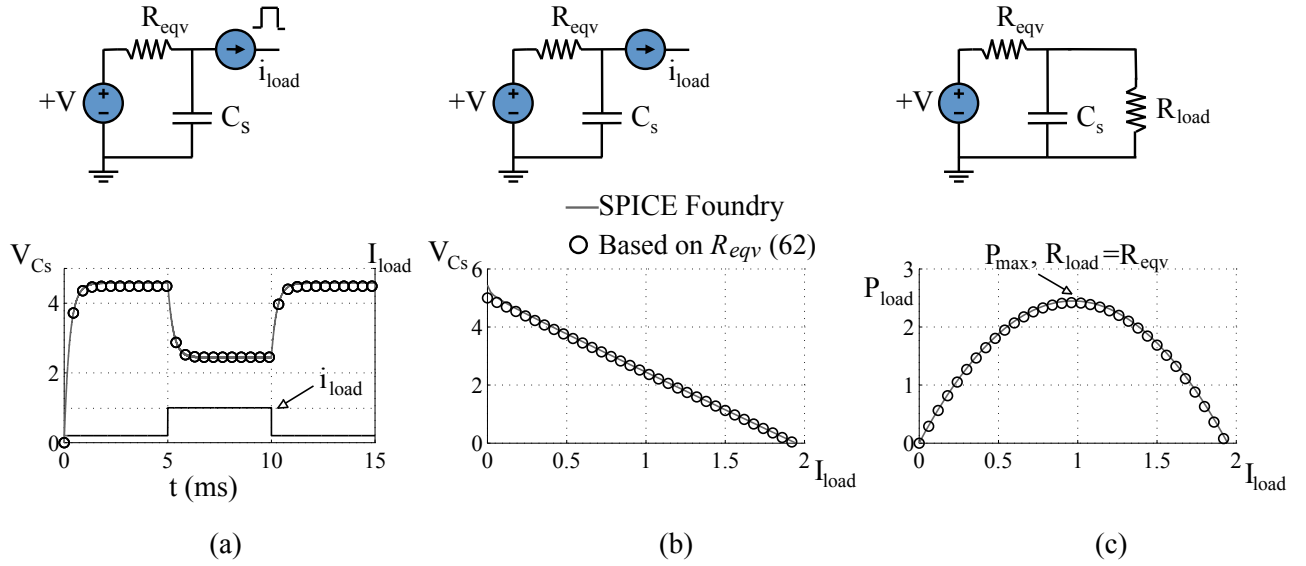 R_eqv
i_load
+V
C_s
R_eqv
i_load
+V
C_s
R_eqv
+V
C_s
R_load
SPICE Foundry
Based on R_eqv (62)
V_Cs
I_load
4
2
0
i_load
0
5
10
15
t (ms)
(a)
V_Cs
6
4
2
0
0
0.5
1
1.5
2
I_load
(b)
P_max, R_load=R_eqv
P_load
3
2
1
0
0
0.5
1
1.5
2
I_load
(c)